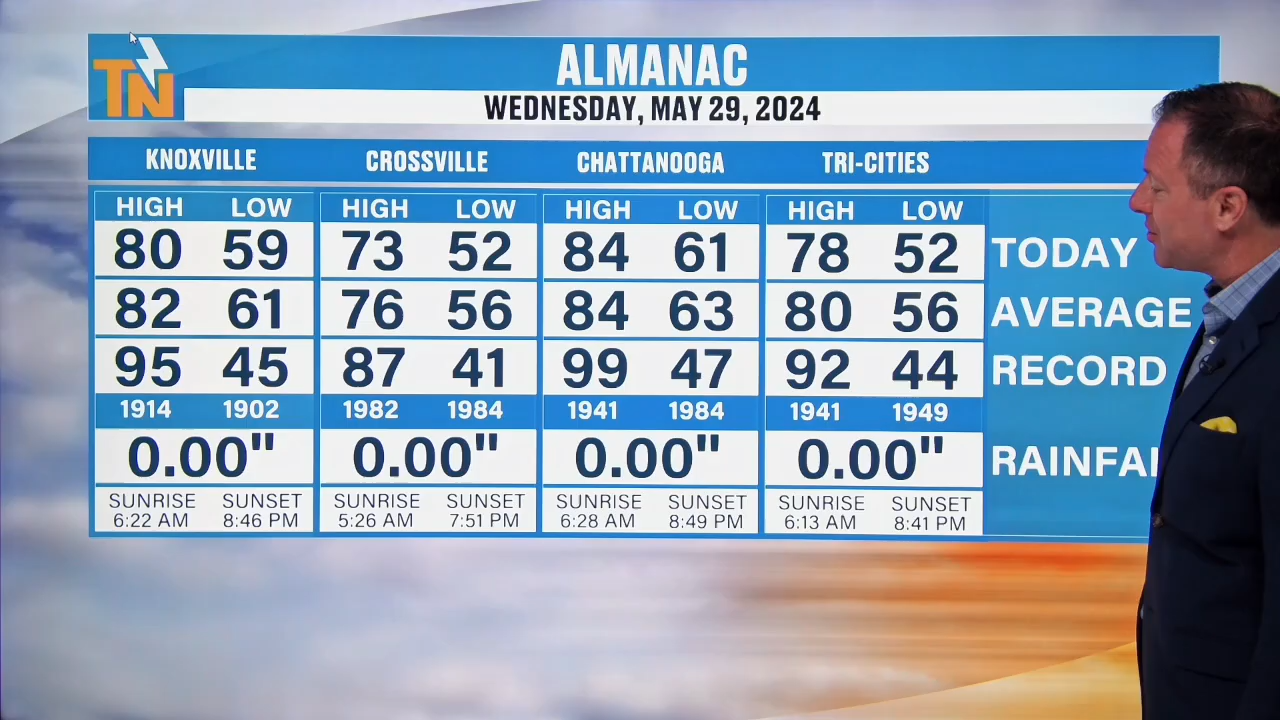 TN
ALMANAC
WEDNESDAY, MAY 29, 2024
KNOXVILLE CROSSVILLE CHATTANOOGA TRI-CITIES
HIGH LOW HIGH LOW HIGH LOW HIGH LOW
80 59 73 52 84 61 78 52 TODAY
82 61 76 56 84 63 80 56 AVERAGE
95 45 87 41 99 47 92 44 RECORD
1914 1902 1982 1984 1941 1984 1941 1949
0.00" 0.00" 0.00" 0.00" RAINFA
SUNRISE SUNSET SUNRISE SUNSET SUNRISE SUNSET SUNRISE SUNSET
6:22 AM 8:46 PM 5:26 AM 7:51 PM 6:28 AM 8:49 PM 6:13 AM 8:41 PM